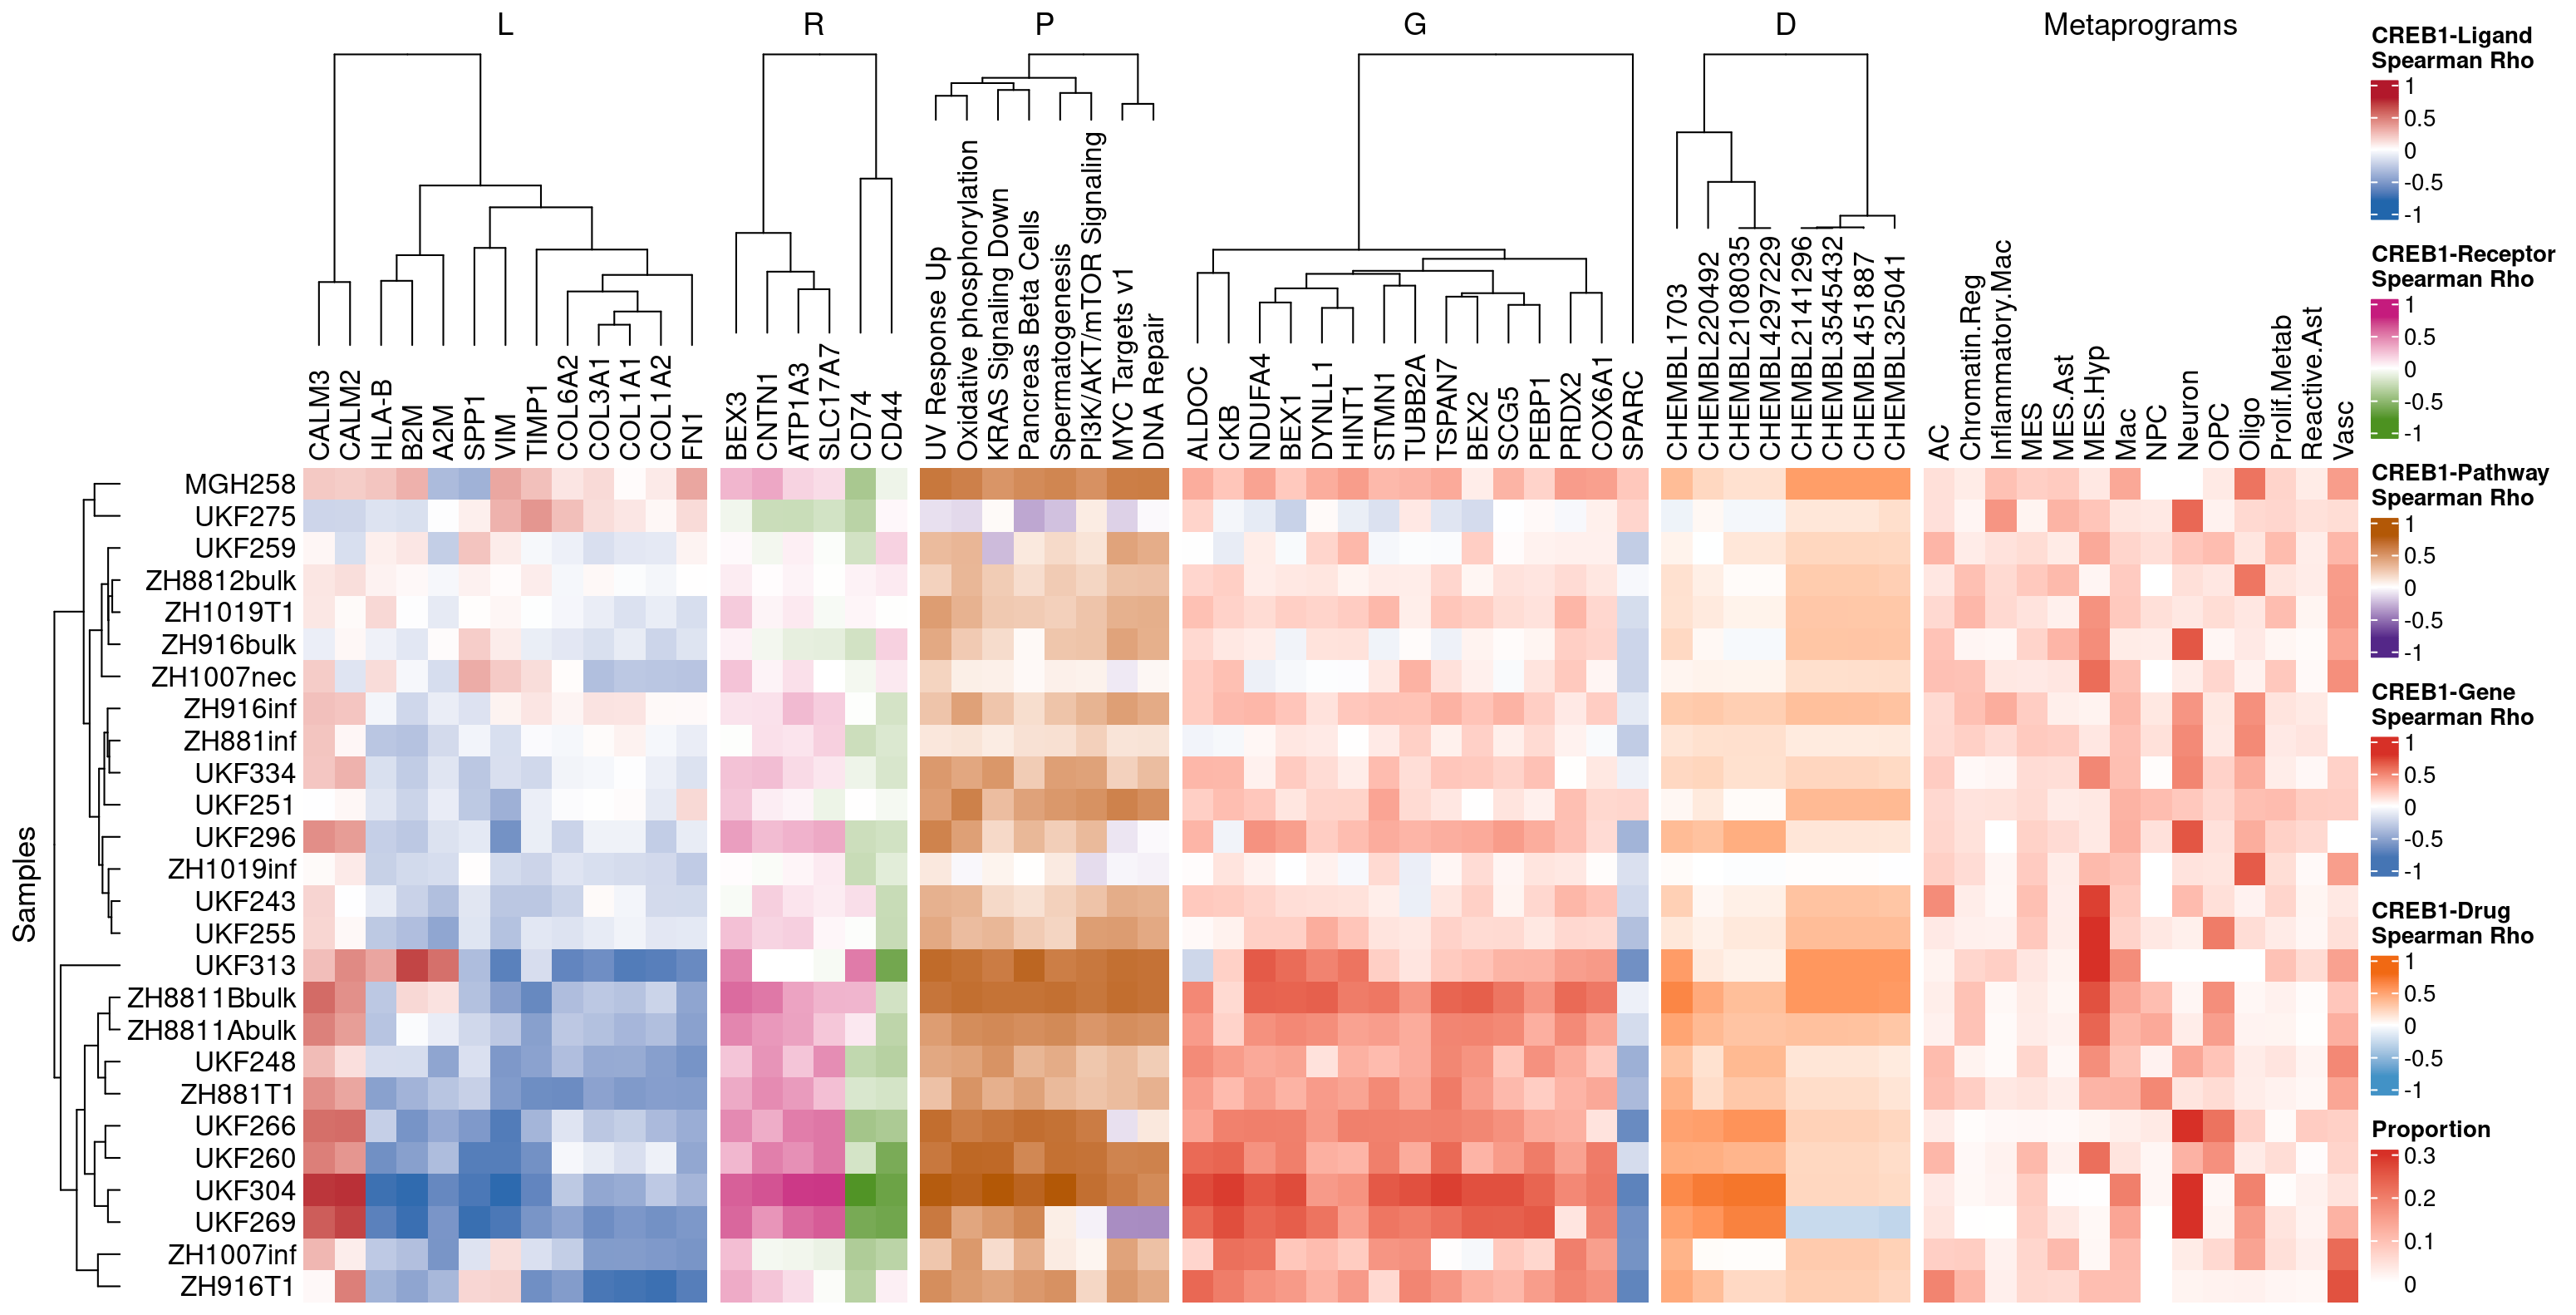 L R P G D Metaprograms
CALM3
CALM2
HLA-B
B2M
A2M
SPP1
VIM
TIMP1
COL6A2
COL3A1
COL1A1
COL1A2
FN1
BEX3
CNTN1
ATP1A3
SLC17A7
CD74
CD44
UV Response Up
Oxidative phosphorylation
KRAS Signaling Down
Pancreas Beta Cells
Spermatogenesis
PI3K/AKT/mTOR Signaling
MYC Targets v1
DNA Repair
ALDOC
CKB
NDUFA4
BEX1
DYNLL1
HINT1
STMN1
TUBB2A
TSPAN7
BEX2
SCG5
PEBP1
PRDX2
COX6A1
SPARC
CHEMBL1703
CHEMBL220492
CHEMBL2108035
CHEMBL4297229
CHEMBL2141296
CHEMBL3545432
CHEMBL451887
CHEMBL325041
AC
Chromatin.Reg
Inflammatory.Mac
MES
MES.Ast
MES.Hyp
Mac
NPC
Neuron
OPC
Oligo
Prolif.Metab
Reactive.Ast
Vasc
Samples
MGH258
UKF275
UKF259
ZH8812bulk
ZH1019T1
ZH916bulk
ZH1007nec
ZH916inf
ZH881inf
UKF334
UKF251
UKF296
ZH1019inf
UKF243
UKF255
UKF313
ZH8811Bbulk
ZH8811Abulk
UKF248
ZH881T1
UKF266
UKF260
UKF304
UKF269
ZH1007inf
ZH916T1
CREB1-Ligand
Spearman Rho
1
0.5
0
-0.5
-1
CREB1-Receptor
Spearman Rho
1
0.5
0
-0.5
-1
CREB1-Pathway
Spearman Rho
1
0.5
0
-0.5
-1
CREB1-Gene
Spearman Rho
1
0.5
0
-0.5
-1
CREB1-Drug
Spearman Rho
1
0.5
0
-0.5
-1
Proportion
0.3
0.2
0.1
0